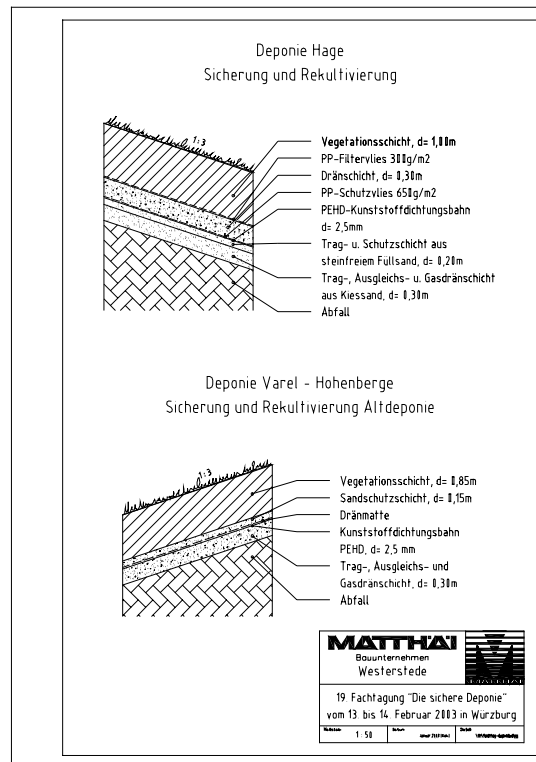 Deponie Hage
Sicherung und Rekultivierung
1:3
Vegetationsschicht, d= 1,00m
PP-Filtervlies 300g/m2
Dränschicht, d= 0,30m
PP-Schutzvlies 650g/m2
PEHD-Kunststoffdichtungsbahn
d= 2,5mm
Trag- u. Schutzschicht aus
steinfreiem Füllsand, d= 0,20m
Trag-, Ausgleichs- u. Gasdränschicht
aus Kiessand, d= 0,30m
Abfall
Deponie Varel - Hohenberge
Sicherung und Rekultivierung Altdeponie
1:3
Vegetationsschicht, d= 0,85m
Sandschutzschicht, d= 0,15m
Dränmatte
Kunststoffdichtungsbahn
PEHD, d= 2,5 mm
Trag-, Ausgleichs- und
Gasdränschicht, d= 0,30m
Abfall
MATTHÄI
Bauunternehmen
Westerstede
19. Fachtagung "Die sichere Deponie"
vom 13. bis 14. Februar 2003 in Würzburg
1:50